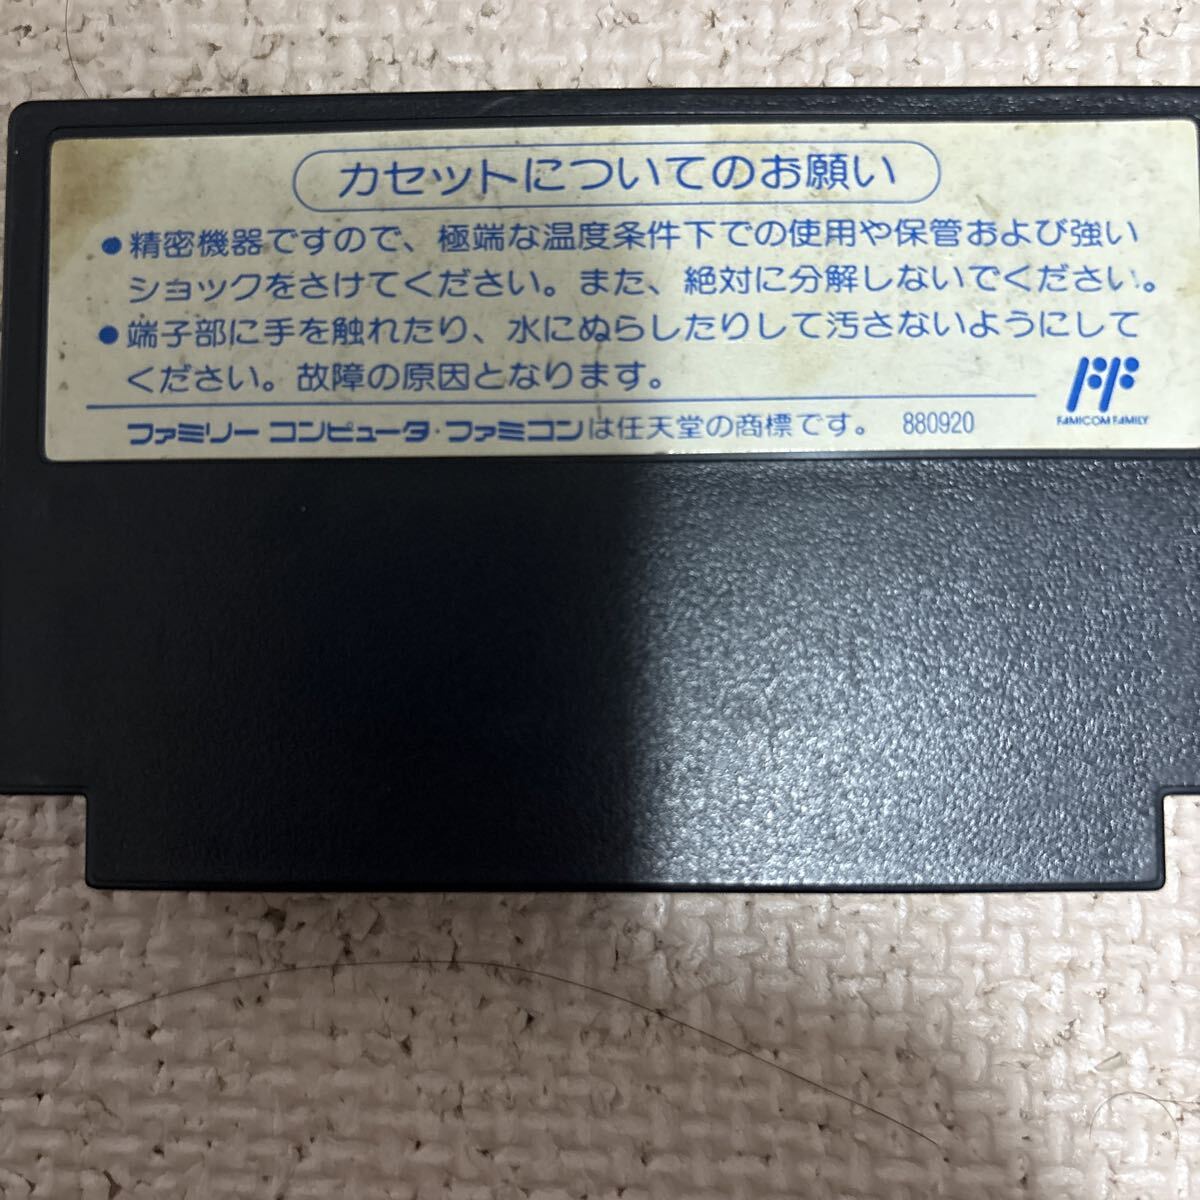 カセットについてのお願い
●精密機器ですので、極端な温度条件下での使用や保管および強い
ショックをさけてください。また、絶対に分解しないでください。
●端子部に手を触れたり、水にぬらしたりして汚さないようにして
ください。故障の原因となります。
ファミリー コンピュータ・ファミコンは任天堂の商標です。 880920
FAMICOM FAMILY